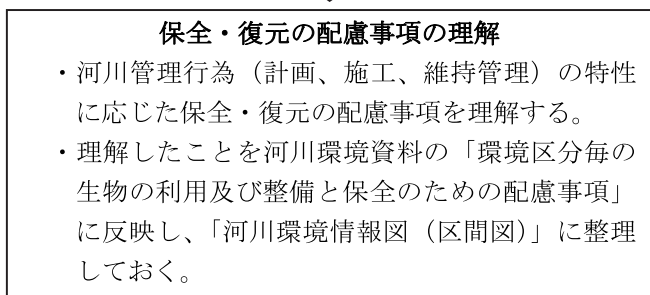 保全・復元の配慮事項の理解
・河川管理行為（計画、施工、維持管理）の特性
に応じた保全・復元の配慮事項を理解する。
・理解したことを河川環境資料の「環境区分毎の
生物の利用及び整備と保全のための配慮事項」
に反映し、「河川環境情報図（区間図）」に整理
しておく。